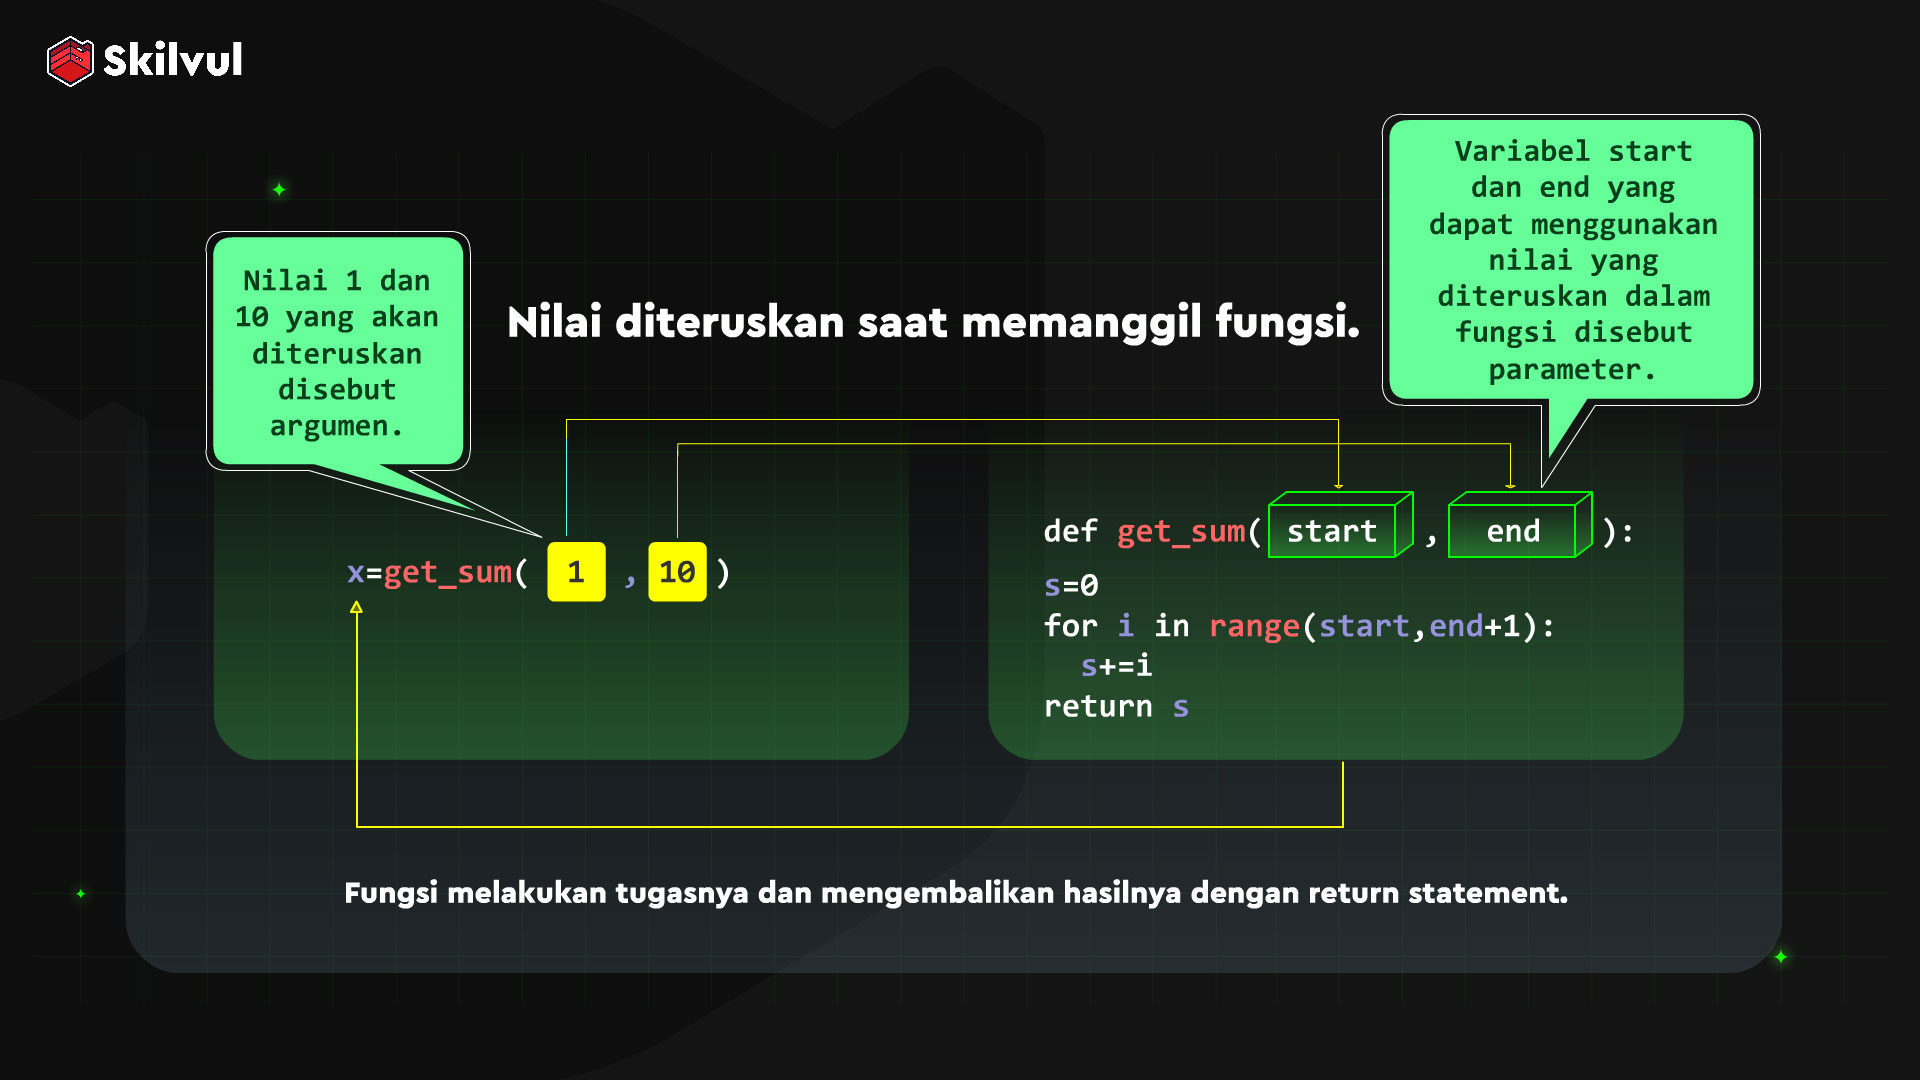 Skilvul
Nilai 1 dan
10 yang akan
diteruskan
disebut
argumen.
Nilai diteruskan saat memanggil fungsi.
Variabel start
dan end yang
dapat menggunakan
nilai yang
diteruskan dalam
fungsi disebut
parameter.
x=get_sum( 1 , 10 )
def get_sum( start , end ):
s=0
for i in range(start,end+1):
  s+=i
return s
Fungsi melakukan tugasnya dan mengembalikan hasilnya dengan return statement.